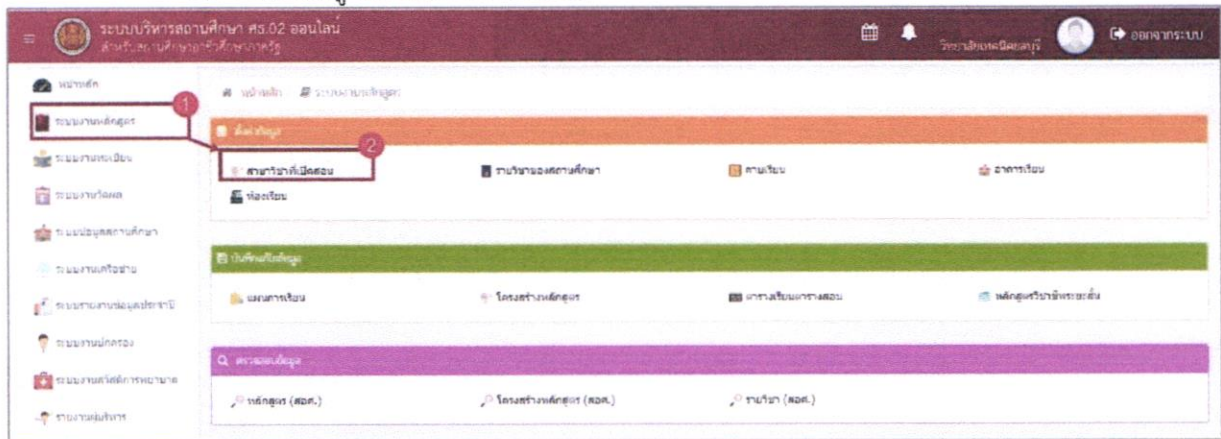 ระบบบริหารสถานศึกษา ศธ.02 ออนไลน์
สำหรับสถานศึกษาอาชีวศึกษาภาครัฐ
ออกจากระบบ
หน้าหลัก
หน้าหลัก ระบบงานหลักสูตร
1
ระบบงานหลักสูตร
ตั้งค่าข้อมูล
2
ระบบงานทะเบียน
สาขาวิชาที่เปิดสอน รายวิชาของสถานศึกษา คาบเรียน อาคารเรียน
ระบบงานวัดผล
ห้องเรียน
ระบบข้อมูลสถานศึกษา
บันทึกแก้ไขข้อมูล
ระบบงานเครือข่าย
ระบบรายงานข้อมูลประจำปี
แผนการเรียน โครงสร้างหลักสูตร ตารางเรียนตารางสอน หลักสูตรวิชาชีพระยะสั้น
ระบบงานปกครอง
ตรวจสอบข้อมูล
ระบบงานสวัสดิการพยาบาล
หลักสูตร (สอศ.) โครงสร้างหลักสูตร (สอศ.) รายวิชา (สอศ.)
รายงานผู้บริหาร